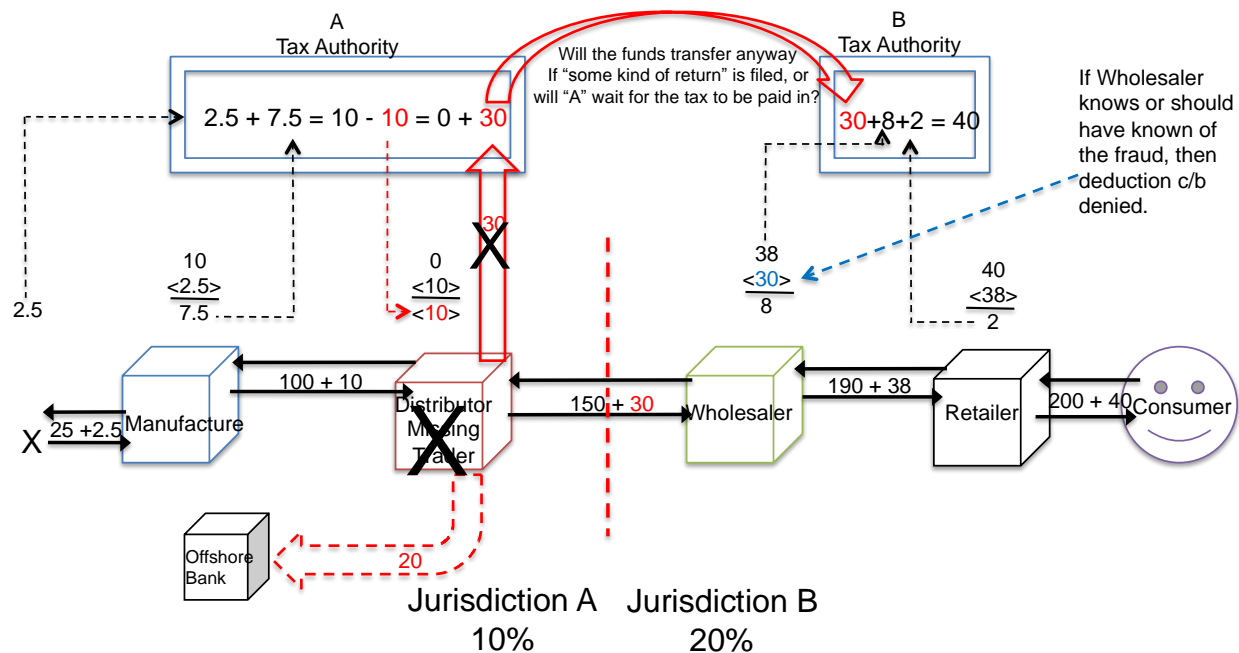 A
Tax Authority
B
Tax Authority
Will the funds transfer anyway
If “some kind of return” is filed, or
will “A” wait for the tax to be paid in?
If Wholesaler
knows or should
have known of
the fraud, then
deduction c/b
denied.
2.5 + 7.5 = 10 - 10 = 0 + 30
30+8+2 = 40
30
X
2.5
10
<2.5>
7.5
0
<10>
<10>
38
<30>
8
40
<38>
2
X
25 +2.5
Manufacture
100 + 10
Distributor
Missing
Trader
X
150 + 30
Wholesaler
190 + 38
Retailer
200 + 40
Consumer
Offshore
Bank
20
Jurisdiction A
10%
Jurisdiction B
20%